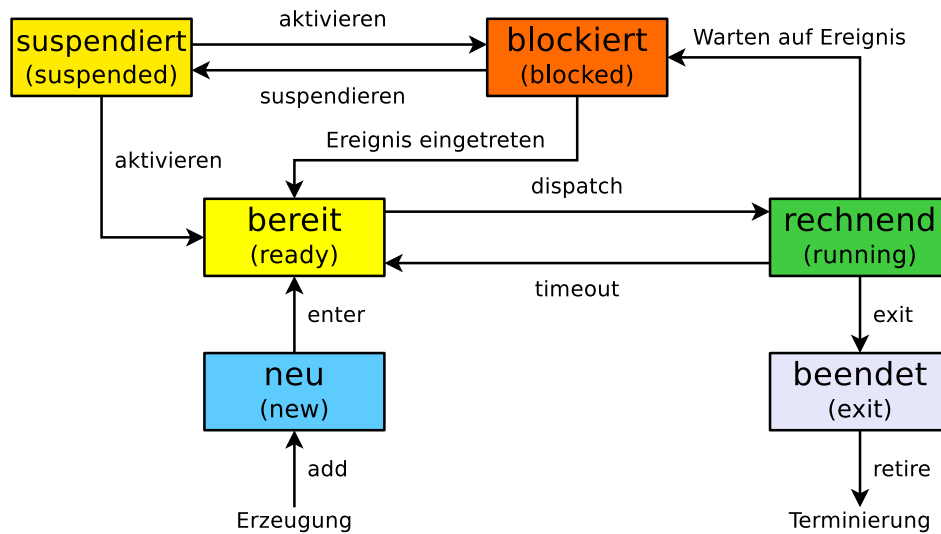 aktivieren
suspendiert
(suspended)
blockiert
(blocked)
Warten auf Ereignis
suspendieren
Ereignis eingetreten
aktivieren
dispatch
bereit
(ready)
rechnend
(running)
timeout
enter
exit
neu
(new)
beendet
(exit)
add
retire
Erzeugung
Terminierung